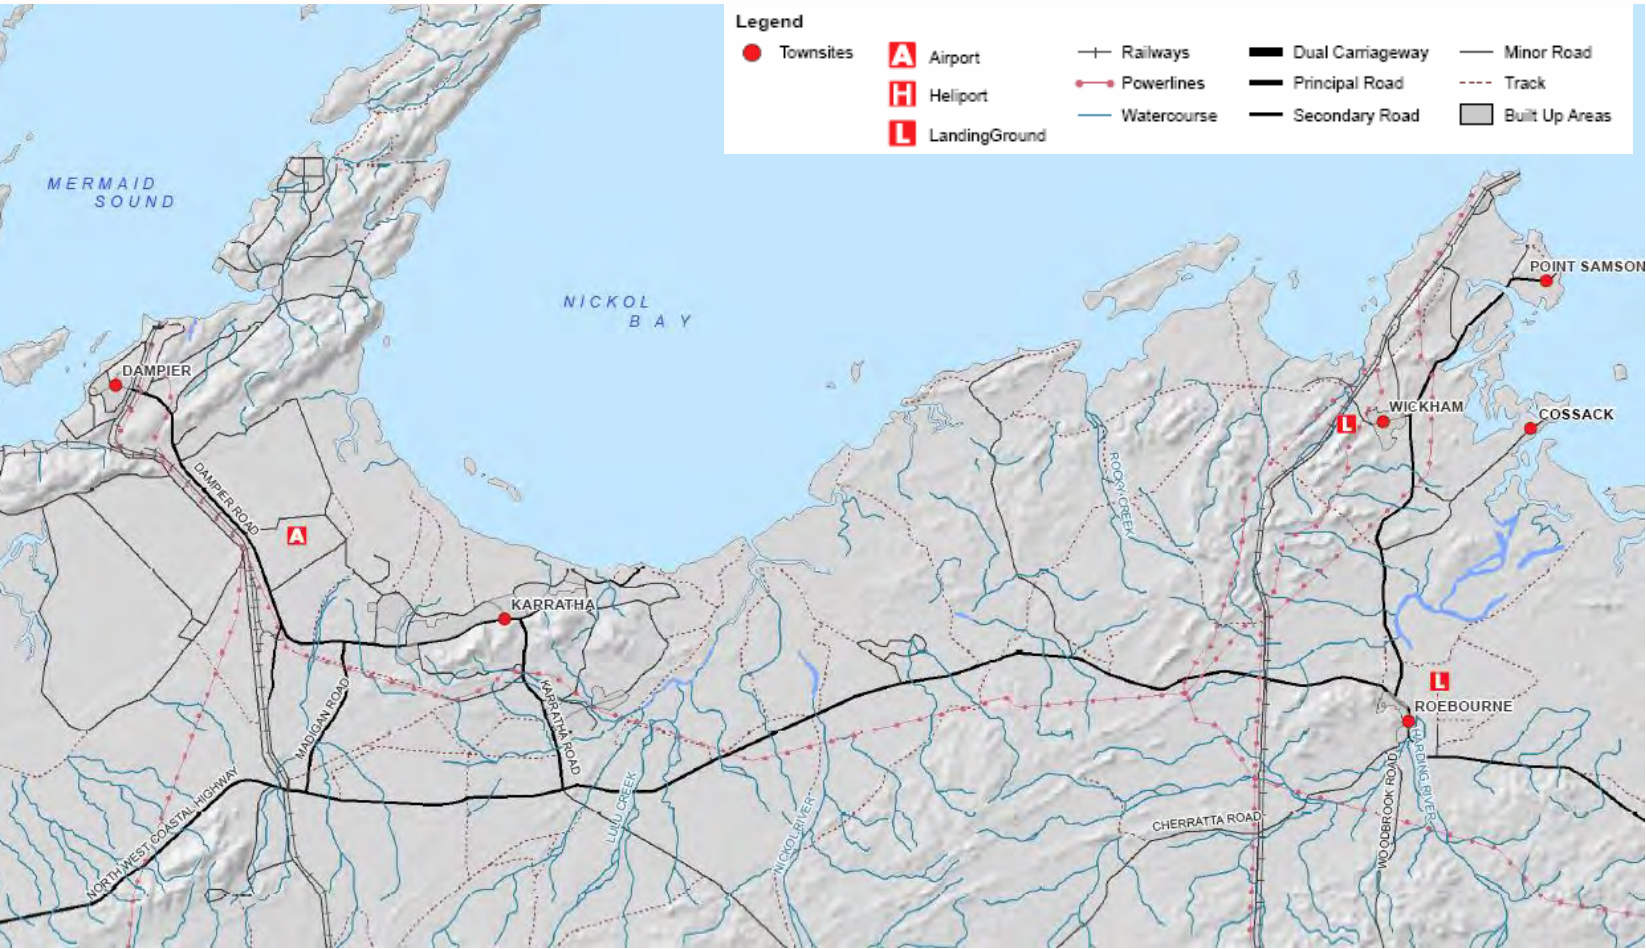 Legend
Townsites
A Airport
H Heliport
L LandingGround
Railways
Powerlines
Watercourse
Dual Carriageway
Principal Road
Secondary Road
Minor Road
Track
Built Up Areas
MERMAID
SOUND
NICKOL
BAY
POINT SAMSON
DAMPIER
WICKHAM
L
COSSACK
ROCKY CREEK
DAMPIER ROAD
A
KARRATHA
KARRATHA ROAD
MADIGAN ROAD
L
ROEBOURNE
NORTH WEST COASTAL HIGHWAY
LULU CREEK
NICKOL RIVER
CHERRATTA ROAD
WOODBROOK ROAD
HARDING RIVER